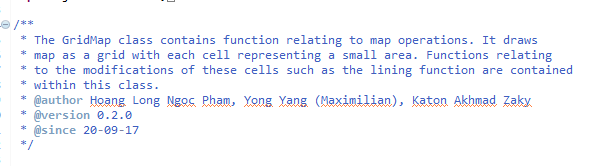 /**
* The GridMap class contains function relating to map operations. It draws
* map as a grid with each cell representing a small area. Functions relating
* to the modifications of these cells such as the lining function are contained
* within this class.
* @author Hoang Long Ngoc Pham, Yong Yang (Maximilian), Katon Akhmad Zaky
* @version 0.2.0
* @since 20-09-17
*/